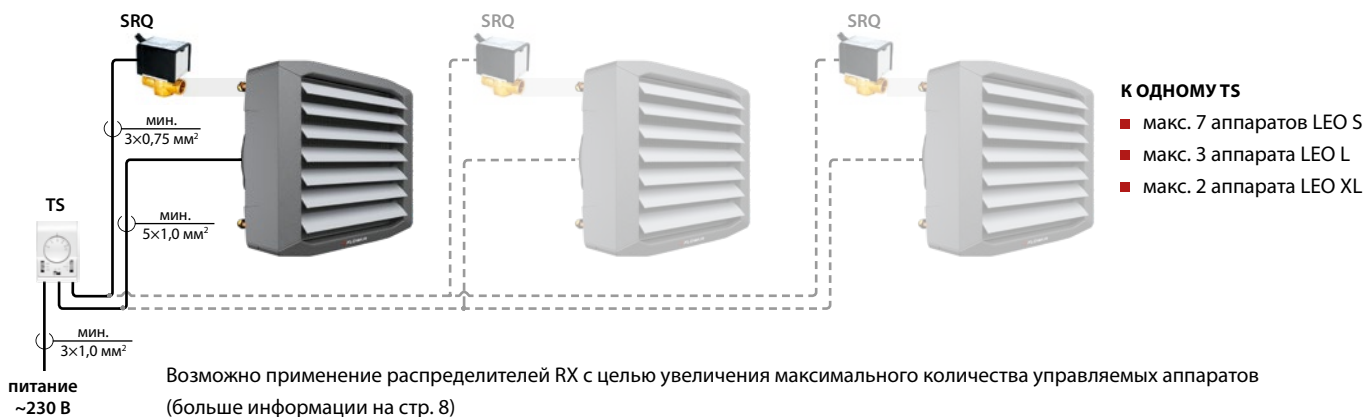 SRQ
SRQ
SRQ
мин.
3×0,75 мм²
К ОДНОМУ TS
■ макс. 7 аппаратов LEO S
■ макс. 3 аппарата LEO L
■ макс. 2 аппарата LEO XL
TS
мин.
5×1,0 мм²
мин.
3×1,0 мм²
питание
~230 В
Возможно применение распределителей RX с целью увеличения максимального количества управляемых аппаратов
(больше информации на стр. 8)